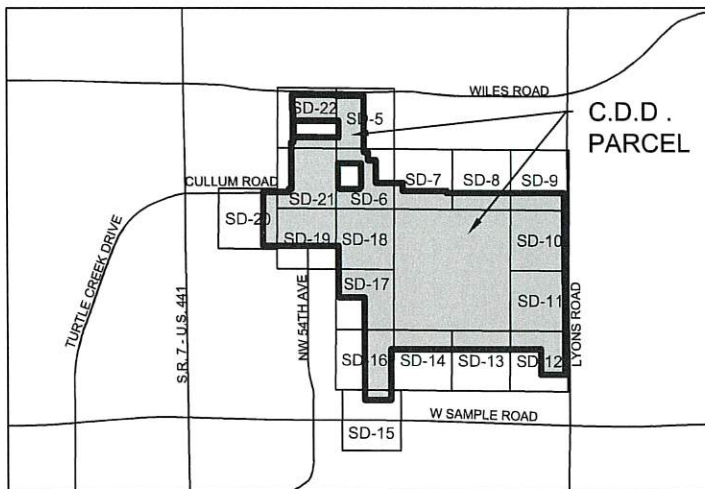 WILES ROAD
SD-22
SD-5
C.D.D .
PARCEL
SD-7
SD-8
SD-9
CULLUM ROAD
SD-21
SD-6
SD-20
SD-19
SD-18
SD-10
SD-17
SD-11
TURTLE CREEK DRIVE
S.R. 7 - U.S. 441
NW 54TH AVE
LYONS ROAD
SD-16
SD-14
SD-13
SD-12
W SAMPLE ROAD
SD-15